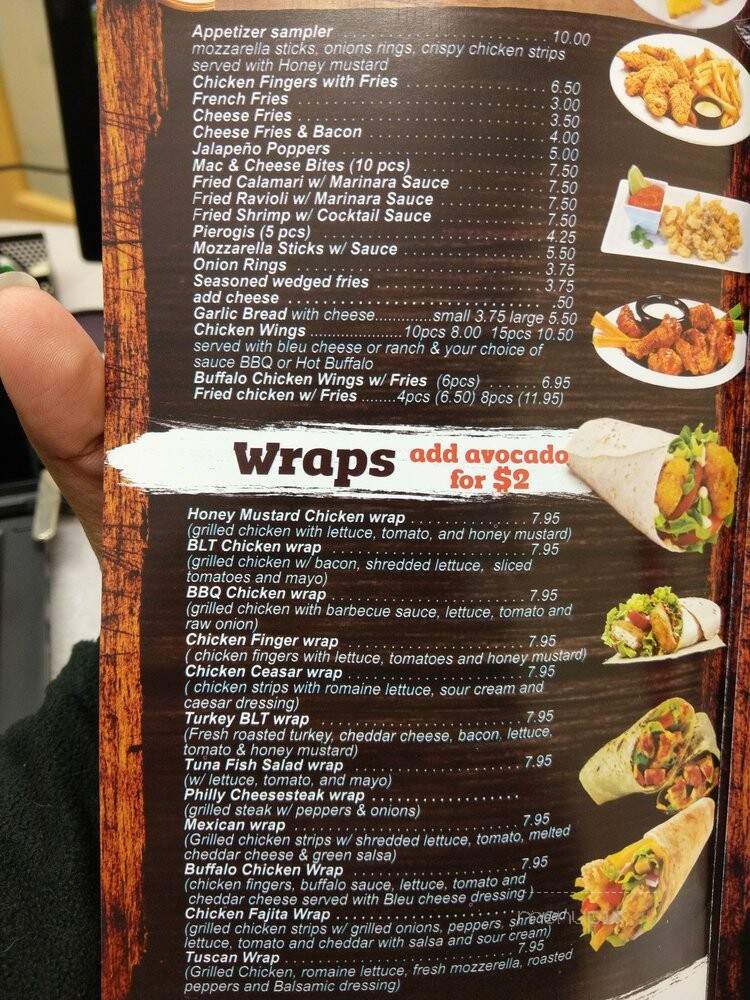 Appetizer sampler 10.00
mozzarella sticks, onions rings, crispy chicken strips
served with Honey mustard
Chicken Fingers with Fries 6.50
French Fries 3.00
Cheese Fries 3.50
Cheese Fries & Bacon 4.00
Jalapeño Poppers 5.00
Mac & Cheese Bites (10 pcs) 7.50
Fried Calamari w/ Marinara Sauce 7.50
Fried Ravioli w/ Marinara Sauce 7.50
Fried Shrimp w/ Cocktail Sauce 7.50
Pierogis (5 pcs) 4.25
Mozzarella Sticks w/ Sauce 5.50
Onion Rings 3.75
Seasoned wedged fries 3.75
add cheese .50
Garlic Bread with cheese..............small 3.75 large 5.50
Chicken Wings ......................10pcs 8.00 15pcs 10.50
served with bleu cheese or ranch & your choice of
sauce BBQ or Hot Buffalo
Buffalo Chicken Wings w/ Fries (6pcs) 6.95
Fried chicken w/ Fries ........4pcs (6.50) 8pcs (11.95)
Wraps add avocado
for $2
Honey Mustard Chicken wrap 7.95
(grilled chicken with lettuce, tomato, and honey mustard)
BLT Chicken wrap 7.95
(grilled chicken w/ bacon, shredded lettuce, sliced
tomatoes and mayo)
BBQ Chicken wrap 7.95
(grilled chicken with barbecue sauce, lettuce, tomato and
raw onion)
Chicken Finger wrap 7.95
( chicken fingers with lettuce, tomatoes and honey mustard)
Chicken Ceasar wrap 7.95
( chicken strips with romaine lettuce, sour cream and
caesar dressing)
Turkey BLT wrap 7.95
(Fresh roasted turkey, cheddar cheese, bacon, lettuce,
tomato & honey mustard)
Tuna Fish Salad wrap 7.95
(w/ lettuce, tomato, and mayo)
Philly Cheesesteak wrap
(grilled steak w/ peppers & onions)
Mexican wrap 7.95
(Grilled chicken strips w/ shredded lettuce, tomato, melted
cheddar cheese & green salsa)
Buffalo Chicken Wrap 7.95
(chicken fingers, buffalo sauce, lettuce, tomato and
cheddar cheese served with Bleu cheese dressing )
Chicken Fajita Wrap
(grilled chicken strips w/ grilled onions, peppers, shredded
lettuce, tomato and cheddar with salsa and sour cream)
Tuscan Wrap 7.95
(Grilled Chicken, romaine lettuce, fresh mozzerella, roasted
peppers and Balsamic dressing)